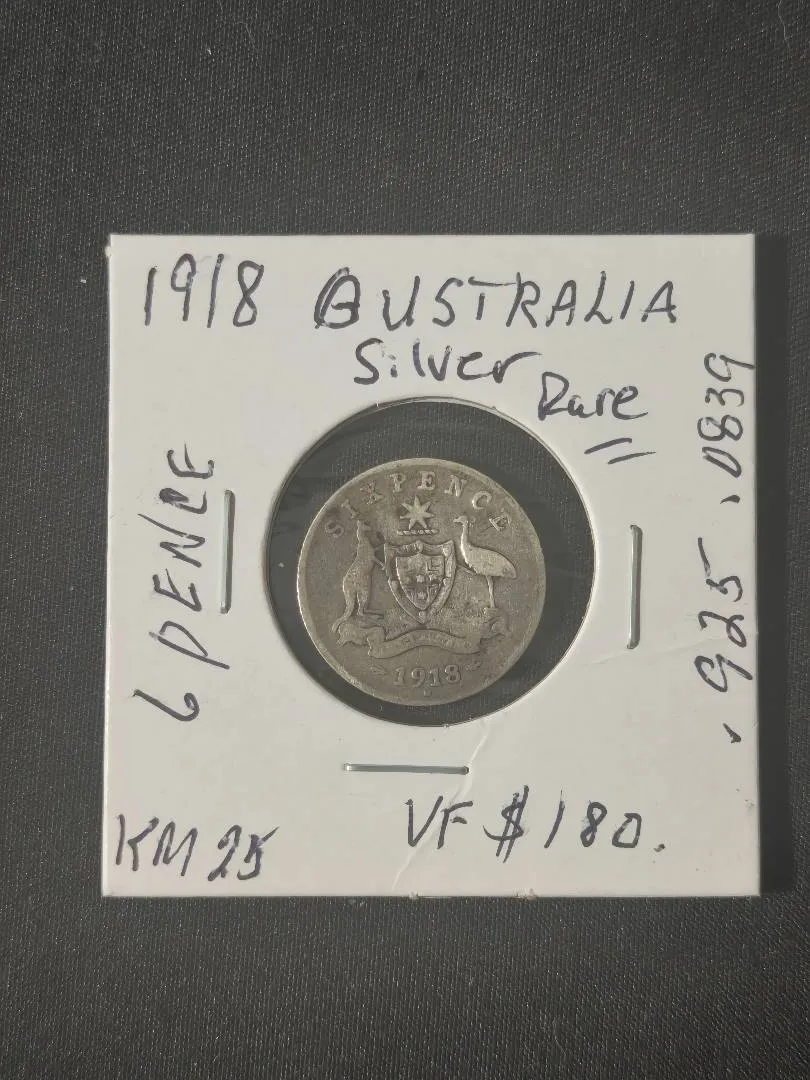 1918 AUSTRALIA
Silver
Rare
6 PENCE
.925 .0839
SIXPENCE
1918
KM 25
VF $180.